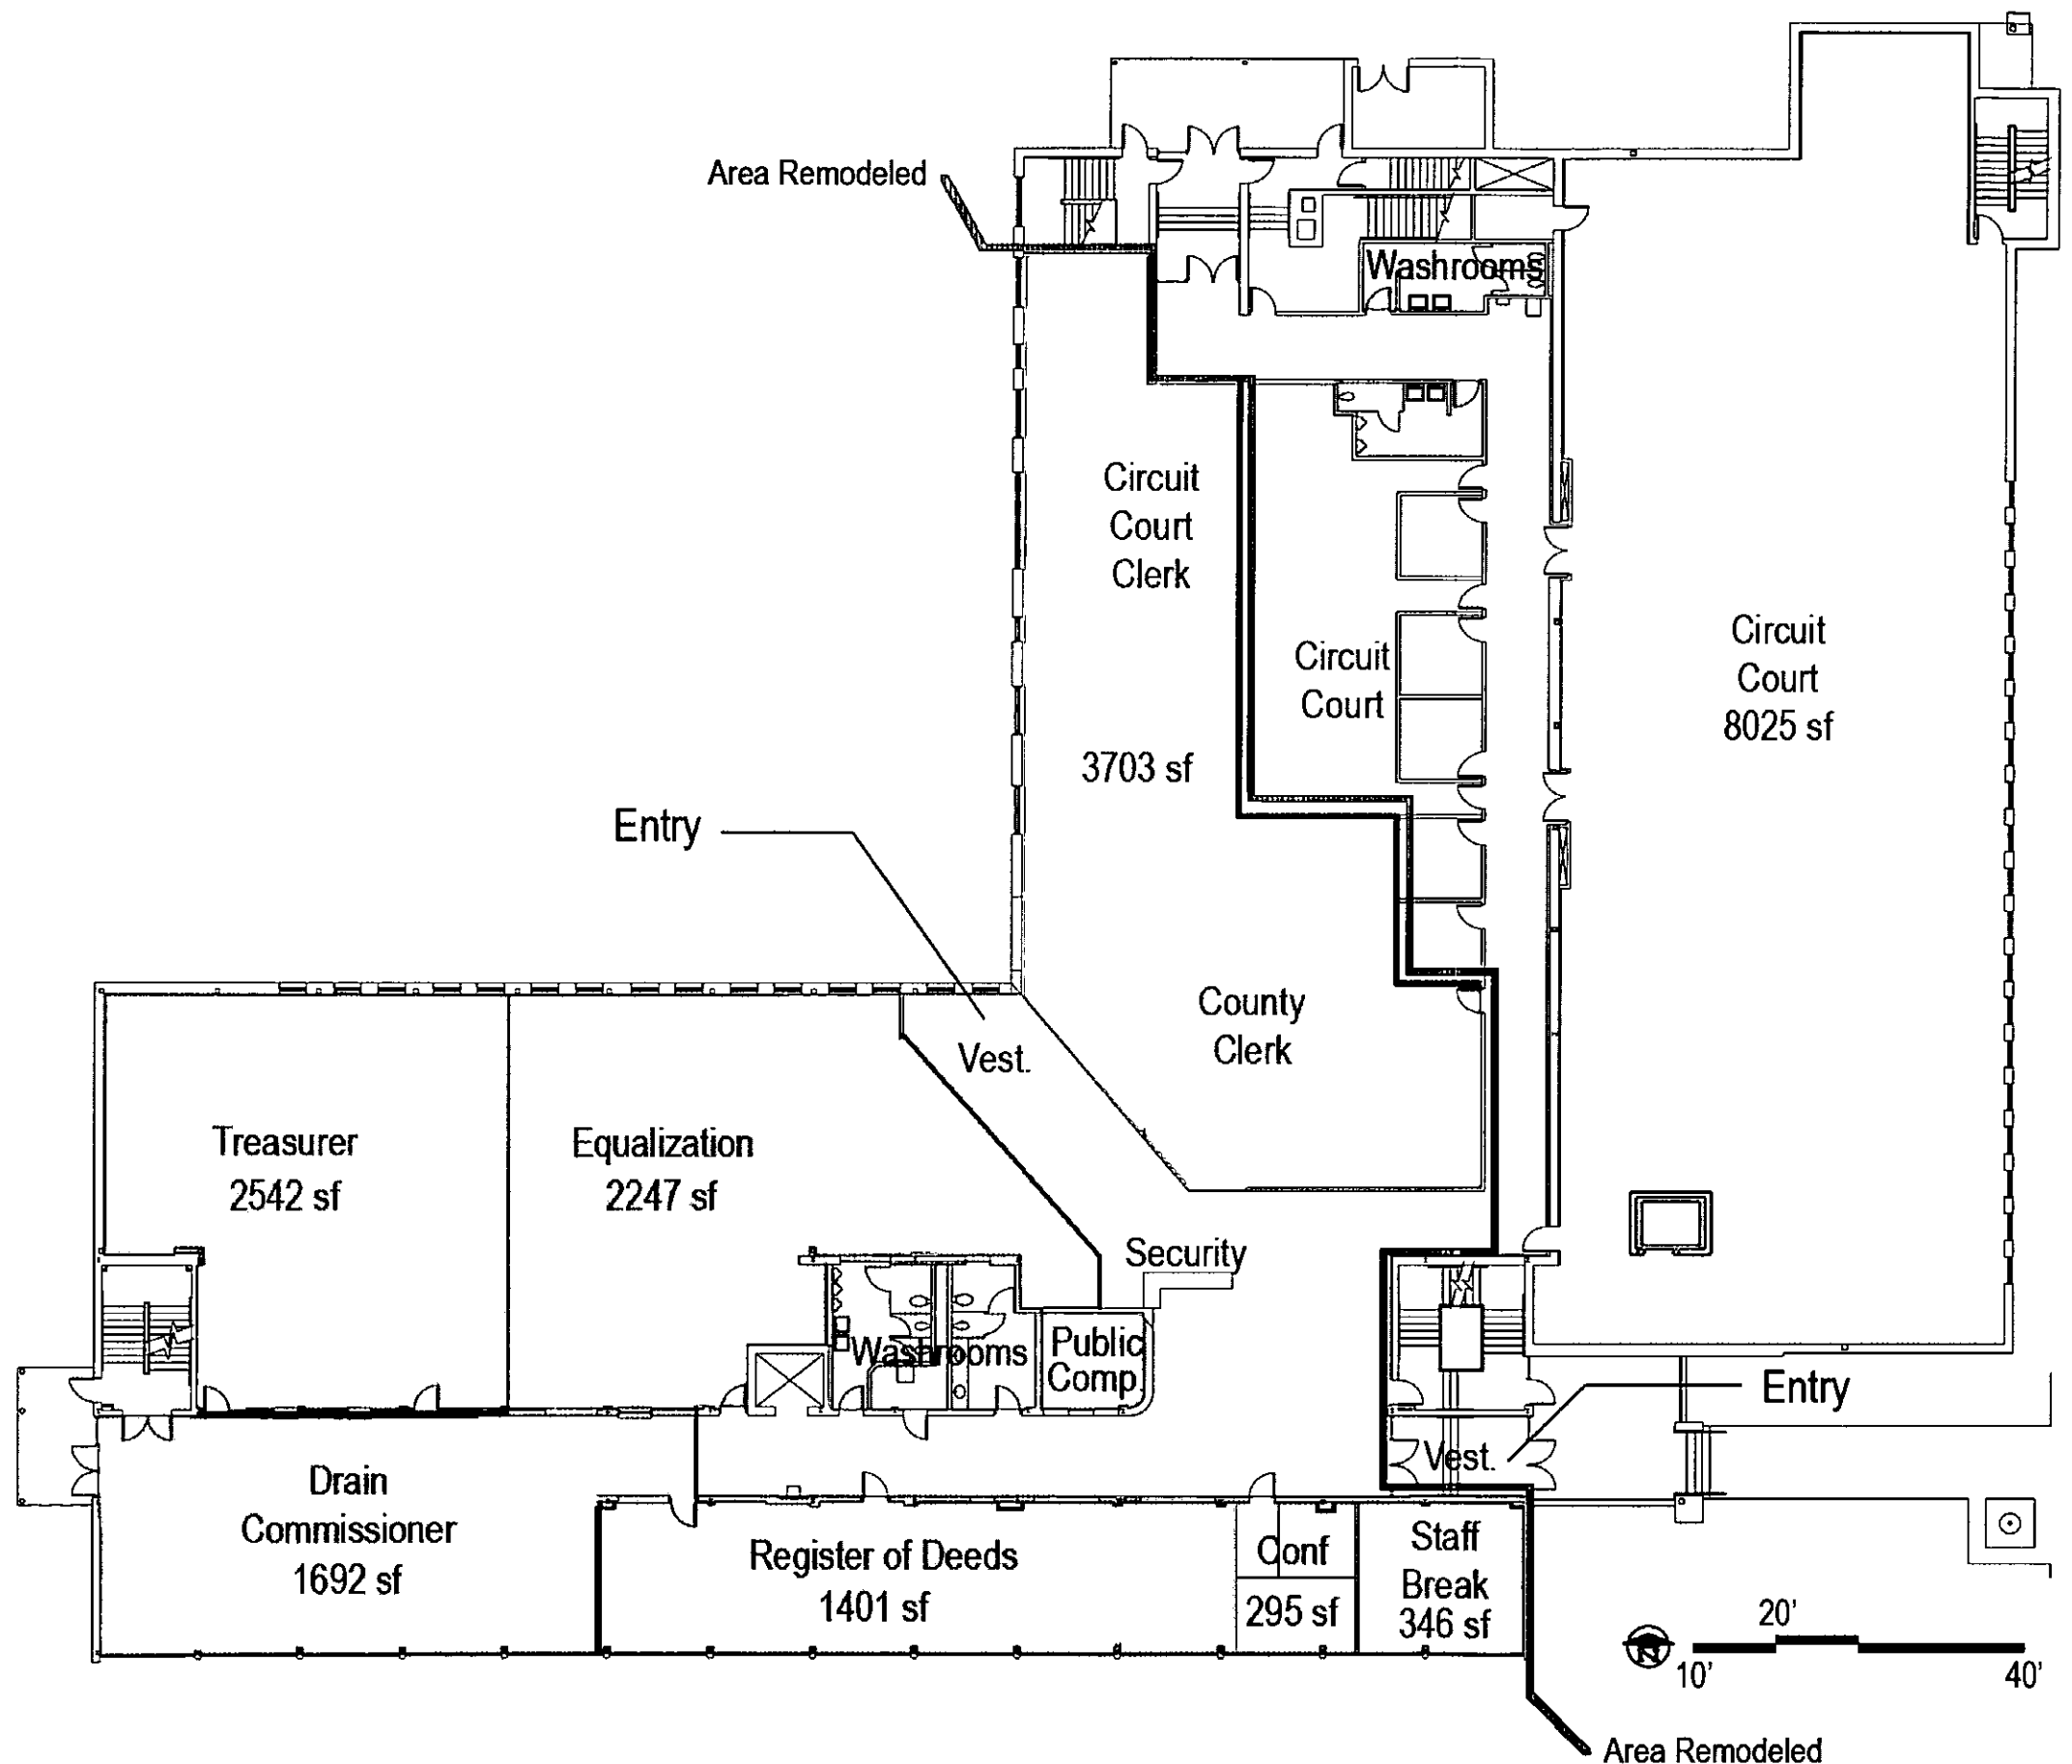 Area Remodeled
Washrooms
Circuit
Court
Clerk
Circuit
Court
Circuit
Court
8025 sf
3703 sf
Entry
County
Clerk
Vest.
Treasurer
2542 sf
Equalization
2247 sf
Security
Washrooms
Public
Comp
Entry
Vest.
Drain
Commissioner
1692 sf
Register of Deeds
1401 sf
Conf
295 sf
Staff
Break
346 sf
N
20'
10'
40'
Area Remodeled